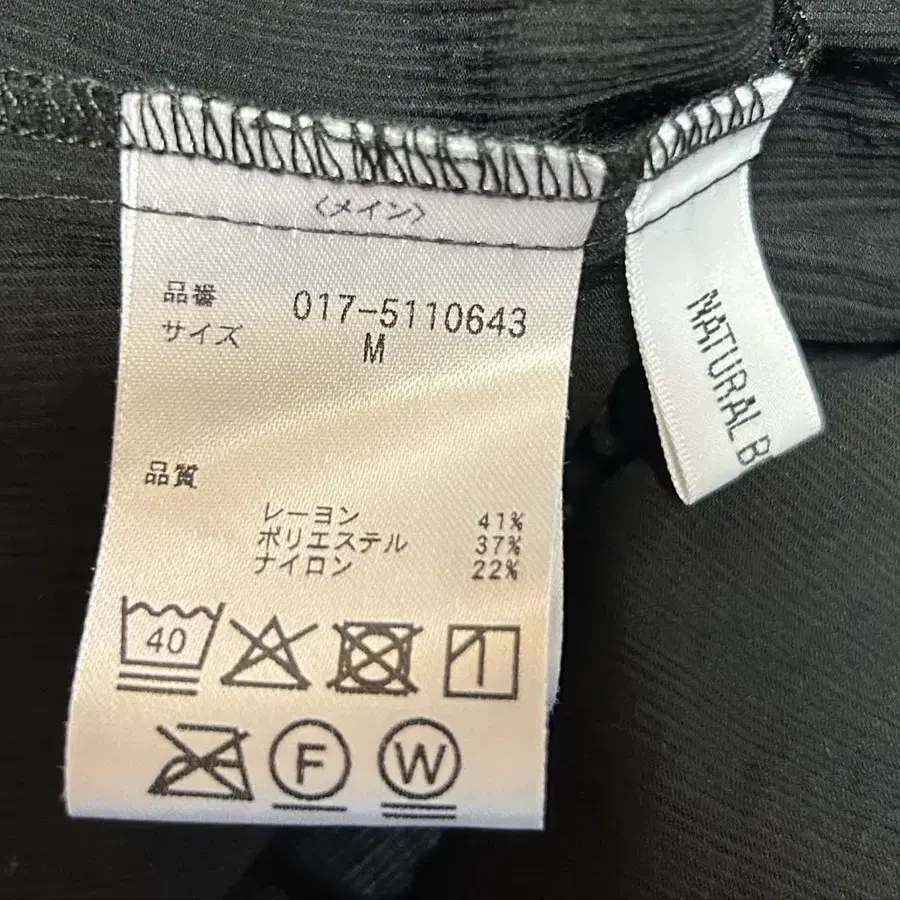 〈メイン〉
品番 017-5110643
サイズ M
品質
レーヨン 41%
ポリエステル 37%
ナイロン 22%
40
F W
NATURAL